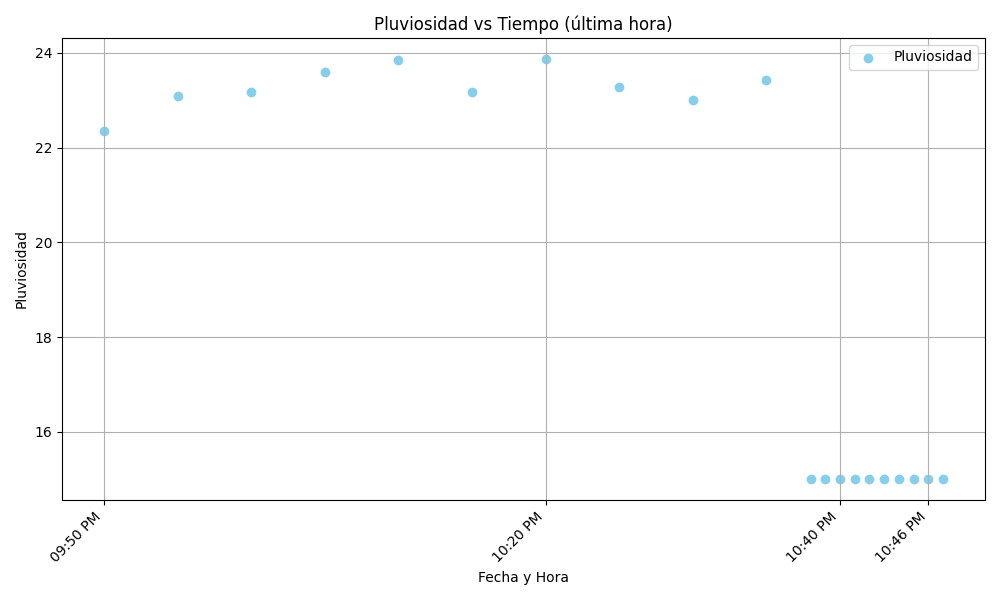 Pluviosidad vs Tiempo (última hora)
Pluviosidad
24
22
20
18
16
Pluviosidad
09:50 PM
10:20 PM
10:40 PM
10:46 PM
Fecha y Hora